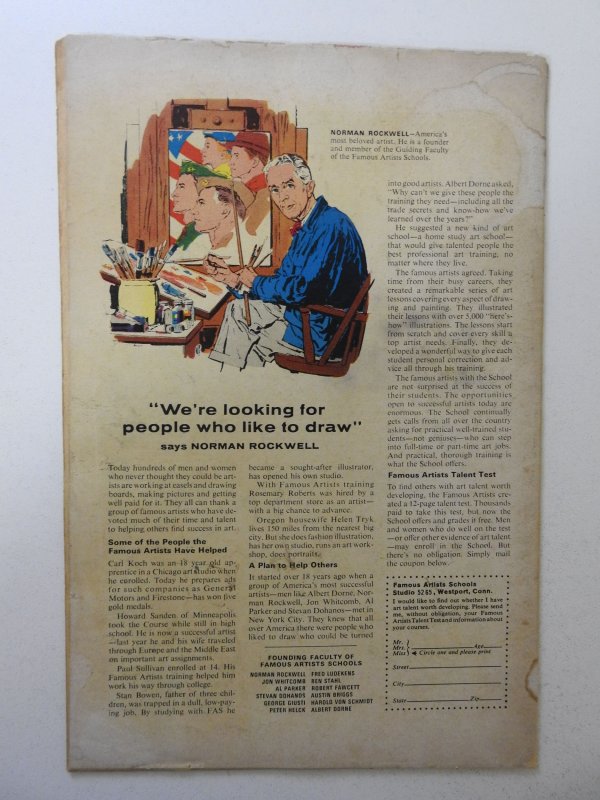 NORMAN ROCKWELL—America's
most beloved artist. He is a founder
and member of the Guiding Faculty
of the Famous Artists Schools.
"We're looking for
people who like to draw"
says NORMAN ROCKWELL
Today hundreds of men and women
who never thought they could be art-
ists are working at easels and drawing
boards, making pictures and getting
well paid for it. They all can thank a
group of famous artists who have de-
voted much of their time and talent
to helping others find success in art.
Some of the People the
Famous Artists Have Helped
Carl Koch was an 18 year old ap-
prentice in a Chicago art studio when
he enrolled. Today he prepares ads
for such companies as General
Motors and Firestone—has won five
gold medals.
Howard Sanden of Minneapolis
took the Course while still in high
school. He is now a successful artist
—last year he and his wife traveled
through Europe and the Middle East
on important art assignments.
Paul Sullivan enrolled at 14. His
Famous Artists training helped him
work his way through college.
Stan Bowen, father of three chil-
dren, was trapped in a dull, low-pay-
ing job. By studying with FAS he
became a sought-after illustrator,
has opened his own studio.
With Famous Artists training
Rosemary Roberts was hired by a
top department store as an artist—
with a big chance to advance.
Oregon housewife Helen Tryk
lives 150 miles from the nearest big
city. But she does fashion illustration,
has her own studio, runs an art work-
shop, does portraits.
A Plan to Help Others
It started over 18 years ago when a
group of America's most successful
artists—men like Albert Dorne, Nor-
man Rockwell, Jon Whitcomb, Al
Parker and Stevan Dohanos—met in
New York City. They knew that all
over America there were people who
liked to draw who could be turned
FOUNDING FACULTY OF
FAMOUS ARTISTS SCHOOLS
NORMAN ROCKWELL FRED LUDEKENS
JON WHITCOMB BEN STAHL
AL PARKER ROBERT FAWCETT
STEVAN DOHANOS AUSTIN BRIGGS
GEORGE GIUSTI HAROLD VON SCHMIDT
PETER HELCK ALBERT DORNE
into good artists. Albert Dorne asked,
"Why can't we give these people the
training they need—including all the
trade secrets and know-how we've
learned over the years?"
He suggested a new kind of art
school—a home study art school—
that would give talented people the
best professional art training, no
matter where they live.
The famous artists agreed. Taking
time from their busy careers, they
created a remarkable series of art
lessons covering every aspect of draw-
ing and painting. They illustrated
their lessons with over 5,000 "here's-
how" illustrations. The lessons start
from scratch and cover every skill a
top artist needs. Finally, they de-
veloped a wonderful way to give each
student personal correction and ad-
vice all through his training.
The famous artists with the School
are not surprised at the success of
their students. The opportunities
open to successful artists today are
enormous. The School continually
gets calls from all over the country
asking for practical well-trained stu-
dents—not geniuses—who can step
into full-time or part-time art jobs.
And practical, thorough training is
what the School offers.
Famous Artists Talent Test
To find others with art talent worth
developing, the Famous Artists cre-
ated a 12-page talent test. Thousands
paid to take this test, but now the
School offers and grades it free. Men
and women who do well on the test
—or offer other evidence of art talent
—may enroll in the School. But
there's no obligation. Simply mail
the coupon below.
Famous Artists Schools
Studio 5265, Westport, Conn.
I would like to find out whether I have
art talent worth developing. Please send
me, without obligation, your Famous
Artists Talent Test and information about
your courses.
Mr.
Mrs. Age
Miss Circle one and please print
Street
City
State Zip